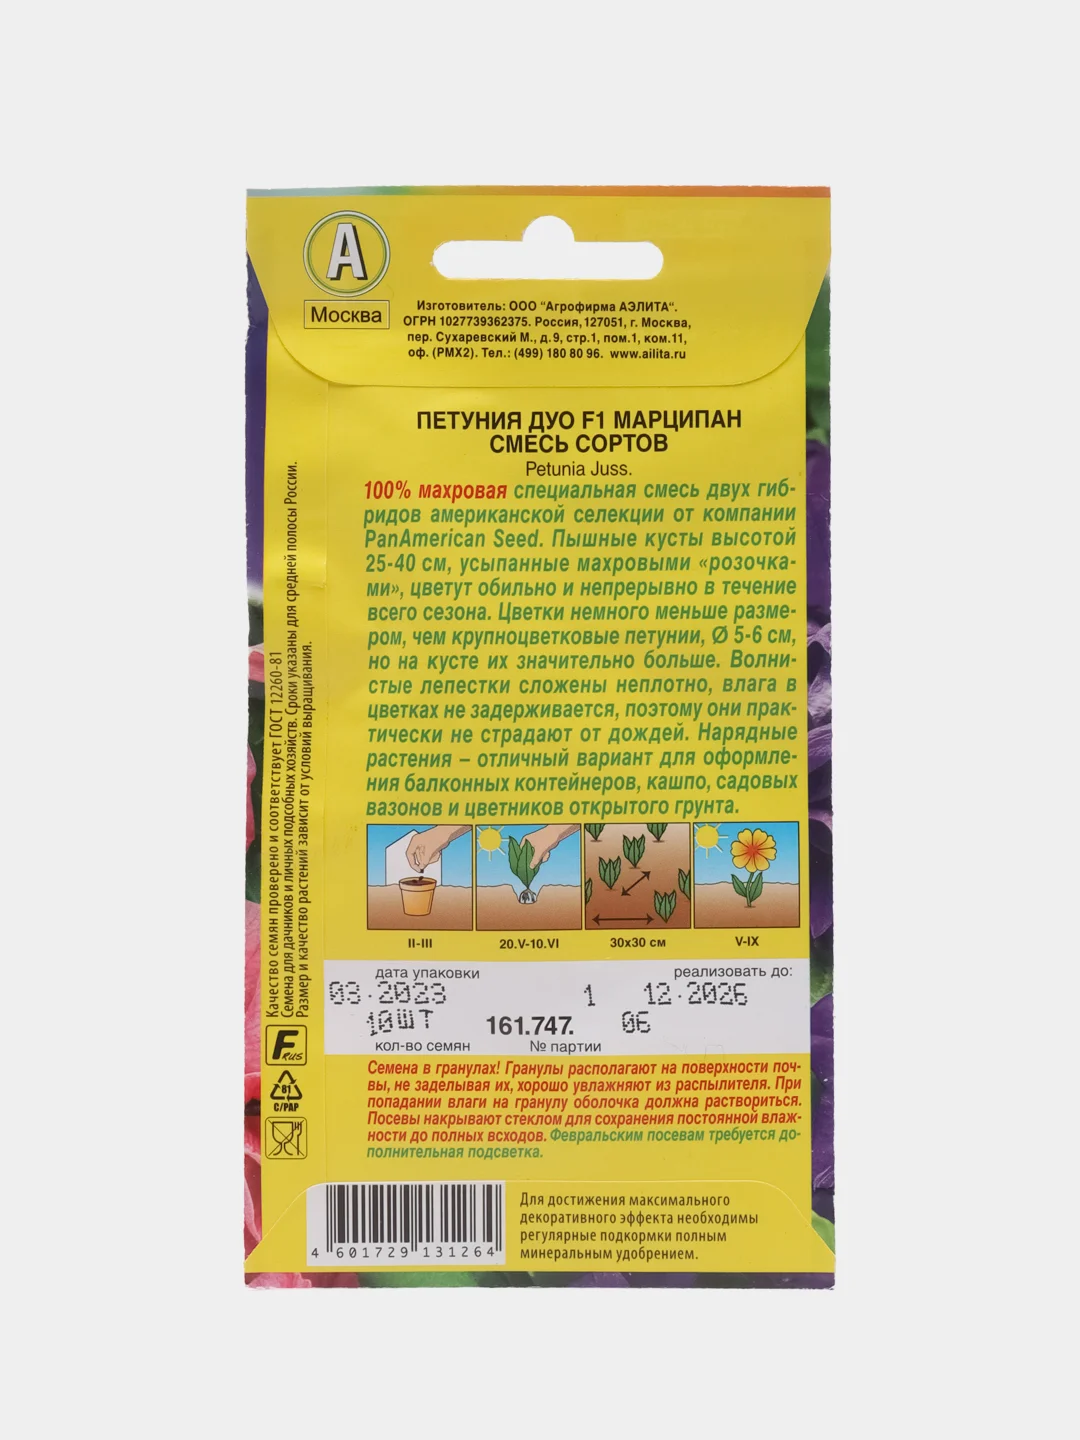 А
Москва
Изготовитель: ООО "Агрофирма АЭЛИТА".
ОГРН 1027739362375. Россия, 127051, г. Москва,
пер. Сухаревский М., д.9, стр.1, пом.1, ком.11,
оф. (РМХ2). Тел.: (499) 180 80 96. www.ailita.ru
ПЕТУНИЯ ДУО F1 МАРЦИПАН
СМЕСЬ СОРТОВ
Petunia Juss.
100% махровая специальная смесь двух гиб-
ридов американской селекции от компании
PanAmerican Seed. Пышные кусты высотой
25-40 см, усыпанные махровыми «розочка-
ми», цветут обильно и непрерывно в течение
всего сезона. Цветки немного меньше разме-
ром, чем крупноцветковые петунии, Ø 5-6 см,
но на кусте их значительно больше. Волни-
стые лепестки сложены неплотно, влага в
цветках не задерживается, поэтому они прак-
тически не страдают от дождей. Нарядные
растения – отличный вариант для оформле-
ния балконных контейнеров, кашпо, садовых
вазонов и цветников открытого грунта.
II-III
20.V-10.VI
30х30 см
V-IX
дата упаковки
реализовать до:
03.2023
1
12.2026
10 ШТ
161.747.
06
кол-во семян
№ партии
Семена в гранулах! Гранулы располагают на поверхности поч-
вы, не заделывая их, хорошо увлажняют из распылителя. При
попадании влаги на гранулу оболочка должна раствориться.
Посевы накрывают стеклом для сохранения постоянной влаж-
ности до полных всходов. Февральским посевам требуется до-
полнительная подсветка.
Для достижения максимального
декоративного эффекта необходимы
регулярные подкормки полным
минеральным удобрением.
4 601729 131264
Качество семян проверено и соответствует ГОСТ 12260-81
Семена для дачников и личных подсобных хозяйств. Сроки указаны для средней полосы России.
Размер и качество растений зависит от условий выращивания.
F RUS
81
C/PAP